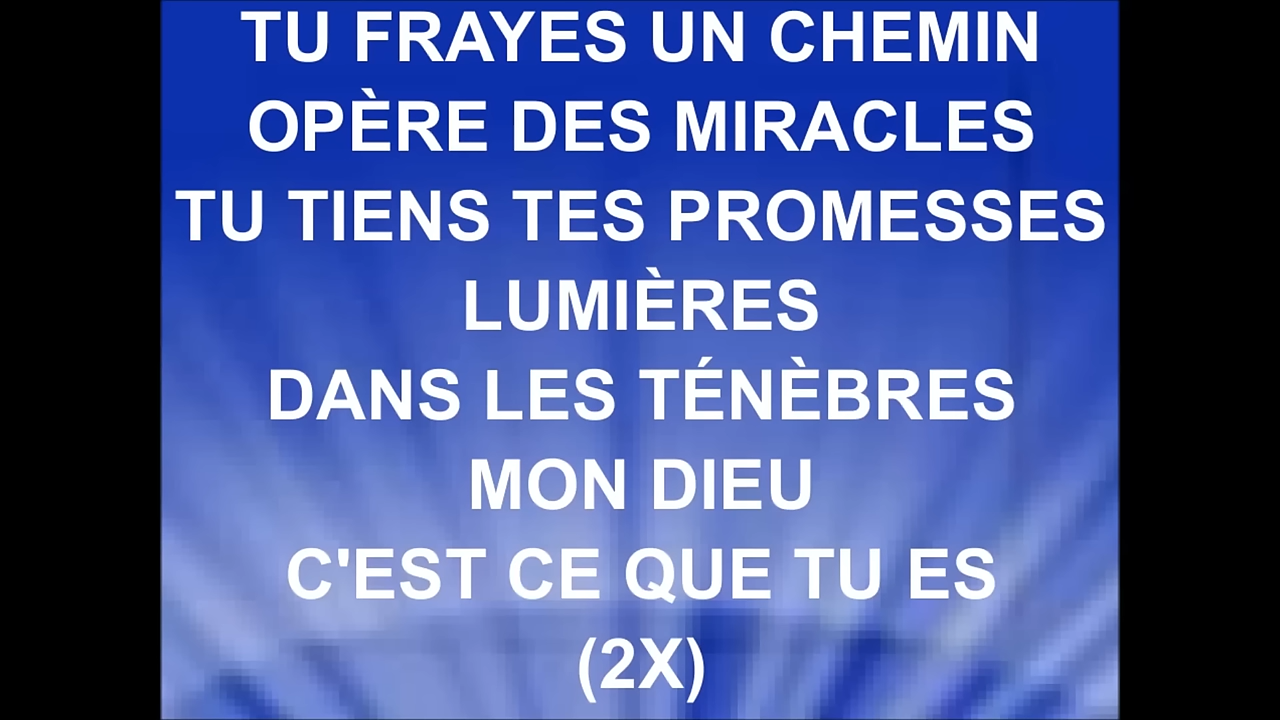 TU FRAYES UN CHEMIN
OPÈRE DES MIRACLES
TU TIENS TES PROMESSES
LUMIÈRES
DANS LES TÉNÈBRES
MON DIEU
C'EST CE QUE TU ES
(2X)